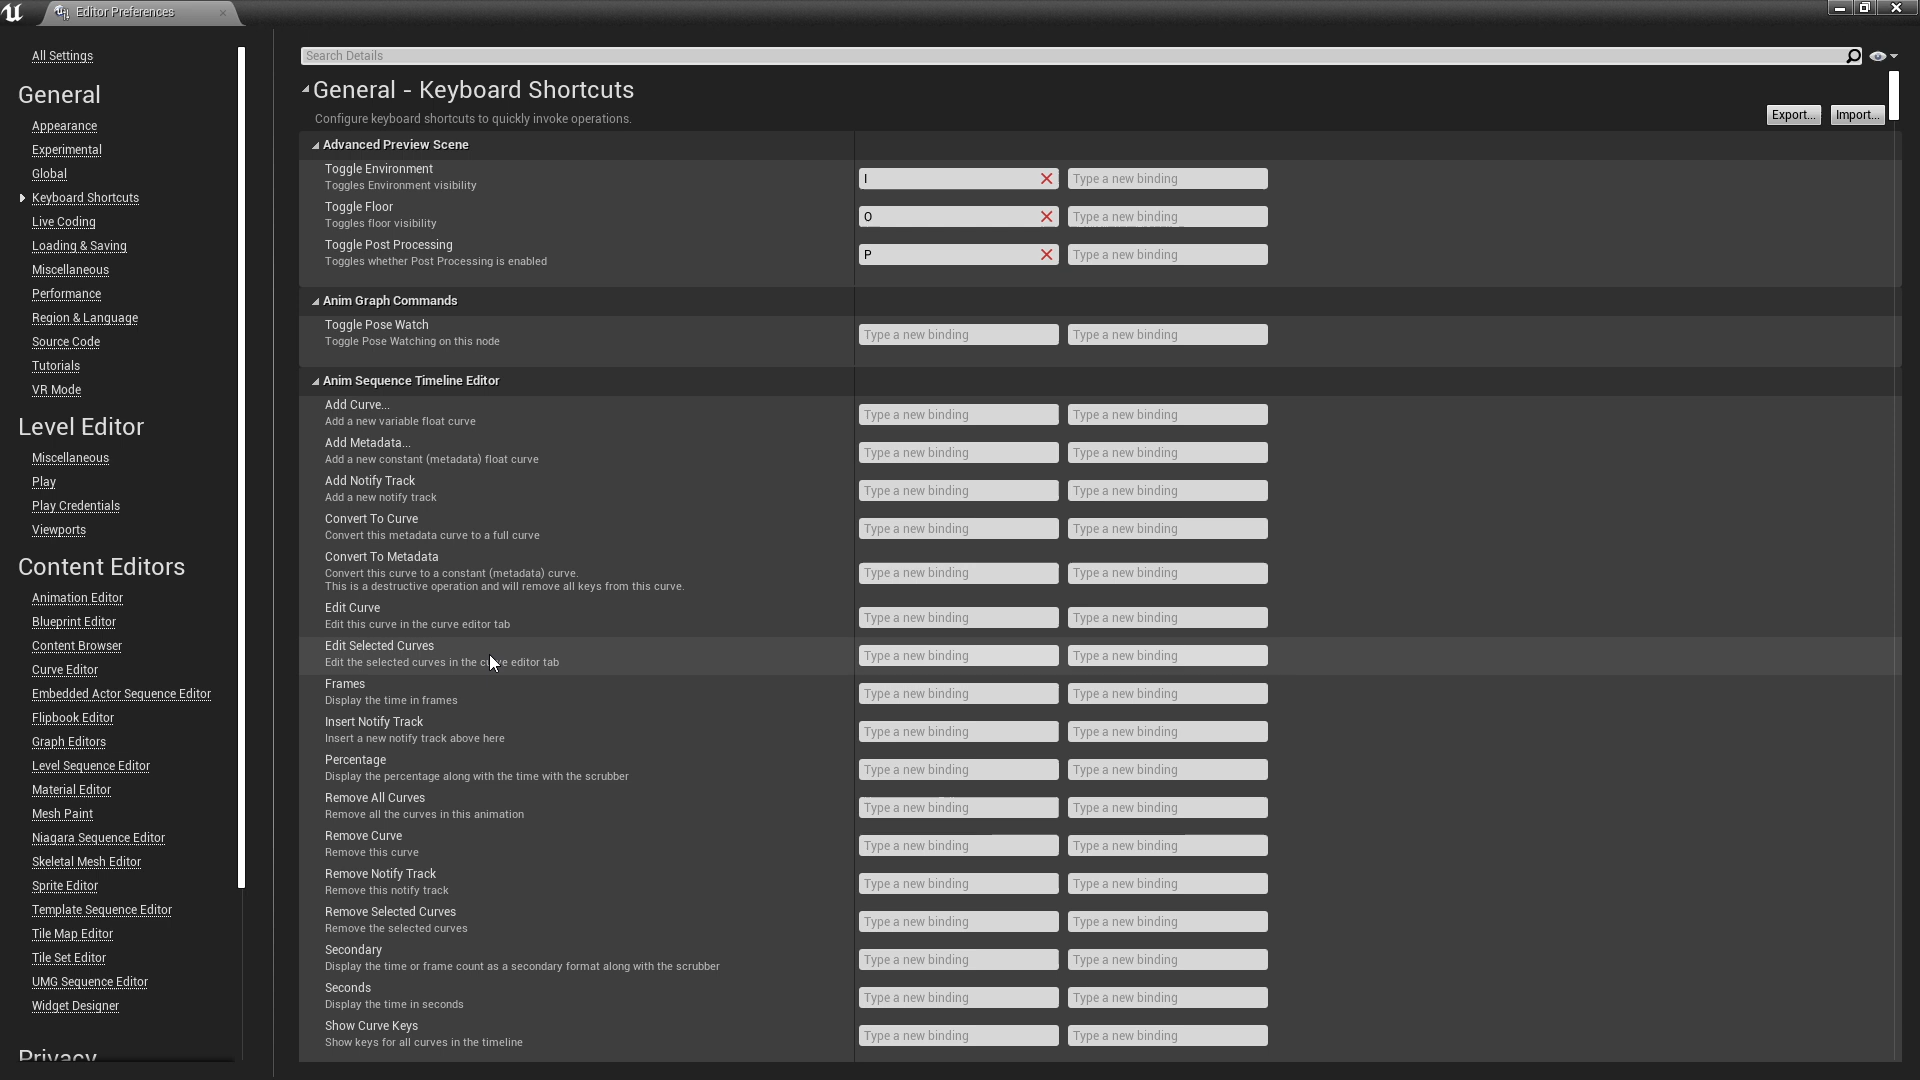 Editor Preferences
All Settings
General
Appearance
Experimental
Global
Keyboard Shortcuts
Live Coding
Loading & Saving
Miscellaneous
Performance
Region & Language
Source Code
Tutorials
VR Mode
Level Editor
Miscellaneous
Play
Play Credentials
Viewports
Content Editors
Animation Editor
Blueprint Editor
Content Browser
Curve Editor
Embedded Actor Sequence Editor
Flipbook Editor
Graph Editors
Level Sequence Editor
Material Editor
Mesh Paint
Niagara Sequence Editor
Skeletal Mesh Editor
Sprite Editor
Template Sequence Editor
Tile Map Editor
Tile Set Editor
UMG Sequence Editor
Widget Designer
Privacy
Search Details
General - Keyboard Shortcuts
Configure keyboard shortcuts to quickly invoke operations.
Export... Import...
Advanced Preview Scene
Toggle Environment
Toggles Environment visibility
I Type a new binding
Toggle Floor
Toggles floor visibility
O Type a new binding
Toggle Post Processing
Toggles whether Post Processing is enabled
P Type a new binding
Anim Graph Commands
Toggle Pose Watch
Toggle Pose Watching on this node
Type a new binding Type a new binding
Anim Sequence Timeline Editor
Add Curve...
Add a new variable float curve
Type a new binding Type a new binding
Add Metadata...
Add a new constant (metadata) float curve
Type a new binding Type a new binding
Add Notify Track
Add a new notify track
Type a new binding Type a new binding
Convert To Curve
Convert this metadata curve to a full curve
Type a new binding Type a new binding
Convert To Metadata
Convert this curve to a constant (metadata) curve.
This is a destructive operation and will remove all keys from this curve.
Type a new binding Type a new binding
Edit Curve
Edit this curve in the curve editor tab
Type a new binding Type a new binding
Edit Selected Curves
Edit the selected curves in the curve editor tab
Type a new binding Type a new binding
Frames
Display the time in frames
Type a new binding Type a new binding
Insert Notify Track
Insert a new notify track above here
Type a new binding Type a new binding
Percentage
Display the percentage along with the time with the scrubber
Type a new binding Type a new binding
Remove All Curves
Remove all the curves in this animation
Type a new binding Type a new binding
Remove Curve
Remove this curve
Type a new binding Type a new binding
Remove Notify Track
Remove this notify track
Type a new binding Type a new binding
Remove Selected Curves
Remove the selected curves
Type a new binding Type a new binding
Secondary
Display the time or frame count as a secondary format along with the scrubber
Type a new binding Type a new binding
Seconds
Display the time in seconds
Type a new binding Type a new binding
Show Curve Keys
Show keys for all curves in the timeline
Type a new binding Type a new binding